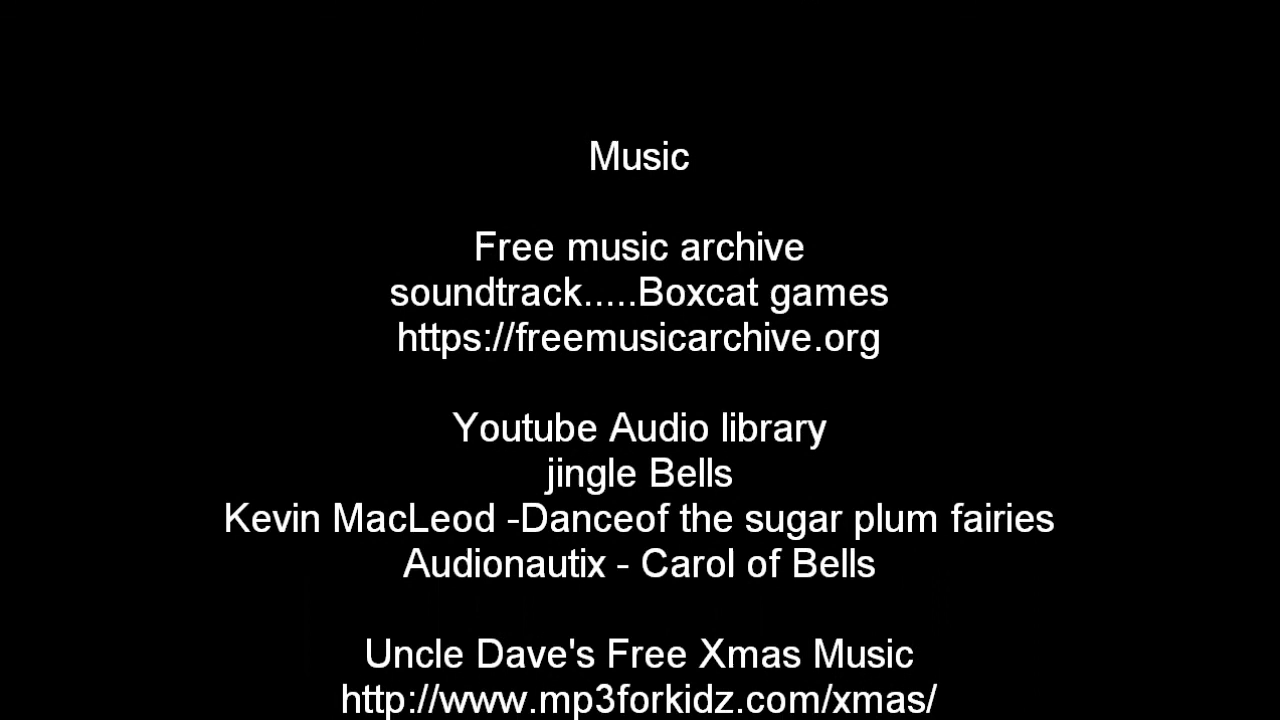 Music
Free music archive
soundtrack.....Boxcat games
https://freemusicarchive.org
Youtube Audio library
jingle Bells
Kevin MacLeod -Danceof the sugar plum fairies
Audionautix - Carol of Bells
Uncle Dave's Free Xmas Music
http://www.mp3forkidz.com/xmas/